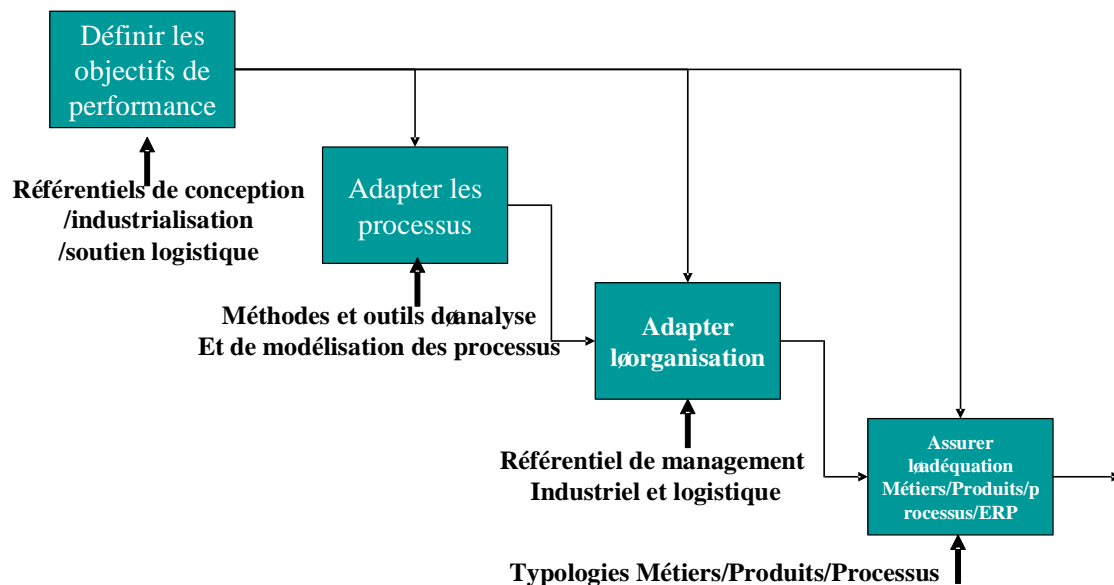 Définir les
objectifs de
performance
Référentiels de conception
/industrialisation
/soutien logistique
Adapter les
processus
Méthodes et outils døanalyse
Et de modélisation des processus
Adapter
løorganisation
Référentiel de management
Industriel et logistique
Assurer
løadéquation
Métiers/Produits/p
rocessus/ERP
Typologies Métiers/Produits/Processus